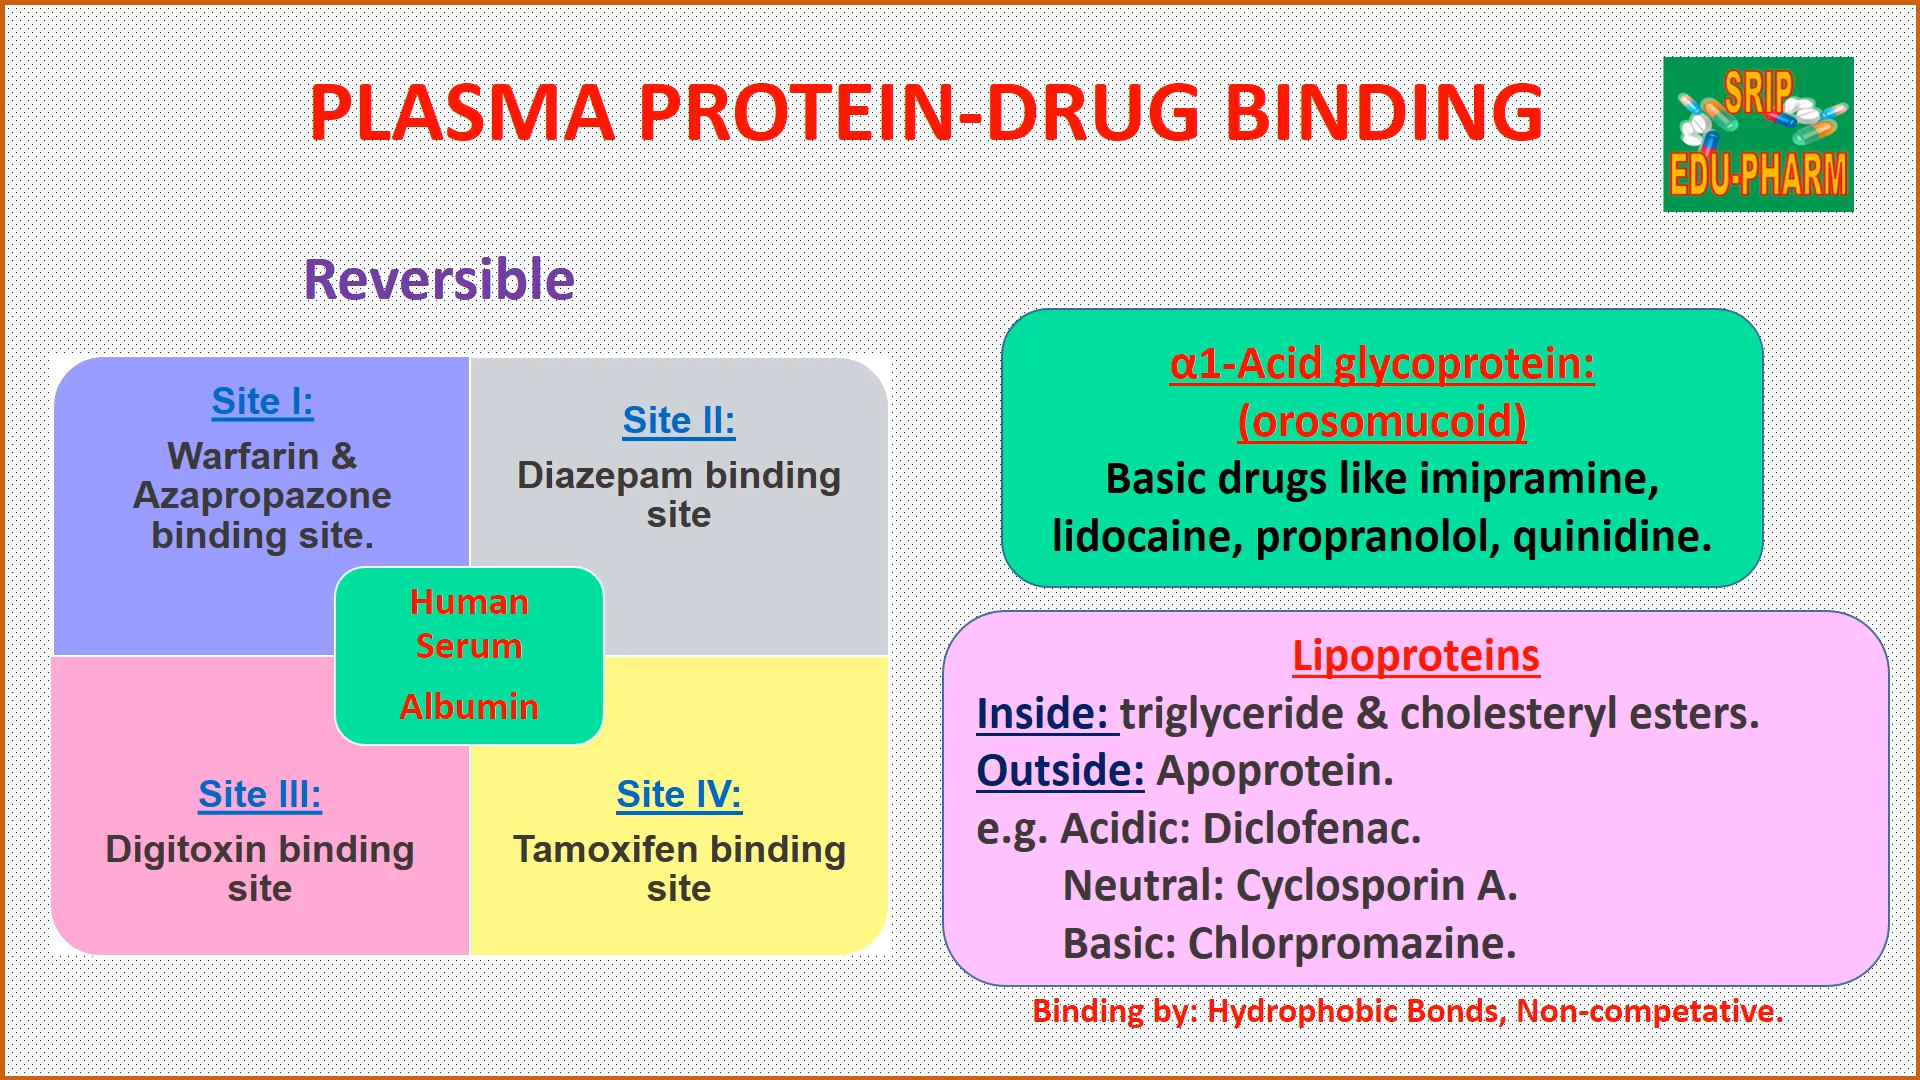 PLASMA PROTEIN-DRUG BINDING
SRIP
EDU-PHARM
Reversible
Site I:
Warfarin &
Azapropazone
binding site.
Site II:
Diazepam binding
site
Human
Serum
Albumin
Site III:
Digitoxin binding
site
Site IV:
Tamoxifen binding
site
α1-Acid glycoprotein:
(orosomucoid)
Basic drugs like imipramine,
lidocaine, propranolol, quinidine.
Lipoproteins
Inside: triglyceride & cholesteryl esters.
Outside: Apoprotein.
e.g. Acidic: Diclofenac.
Neutral: Cyclosporin A.
Basic: Chlorpromazine.
Binding by: Hydrophobic Bonds, Non-competative.